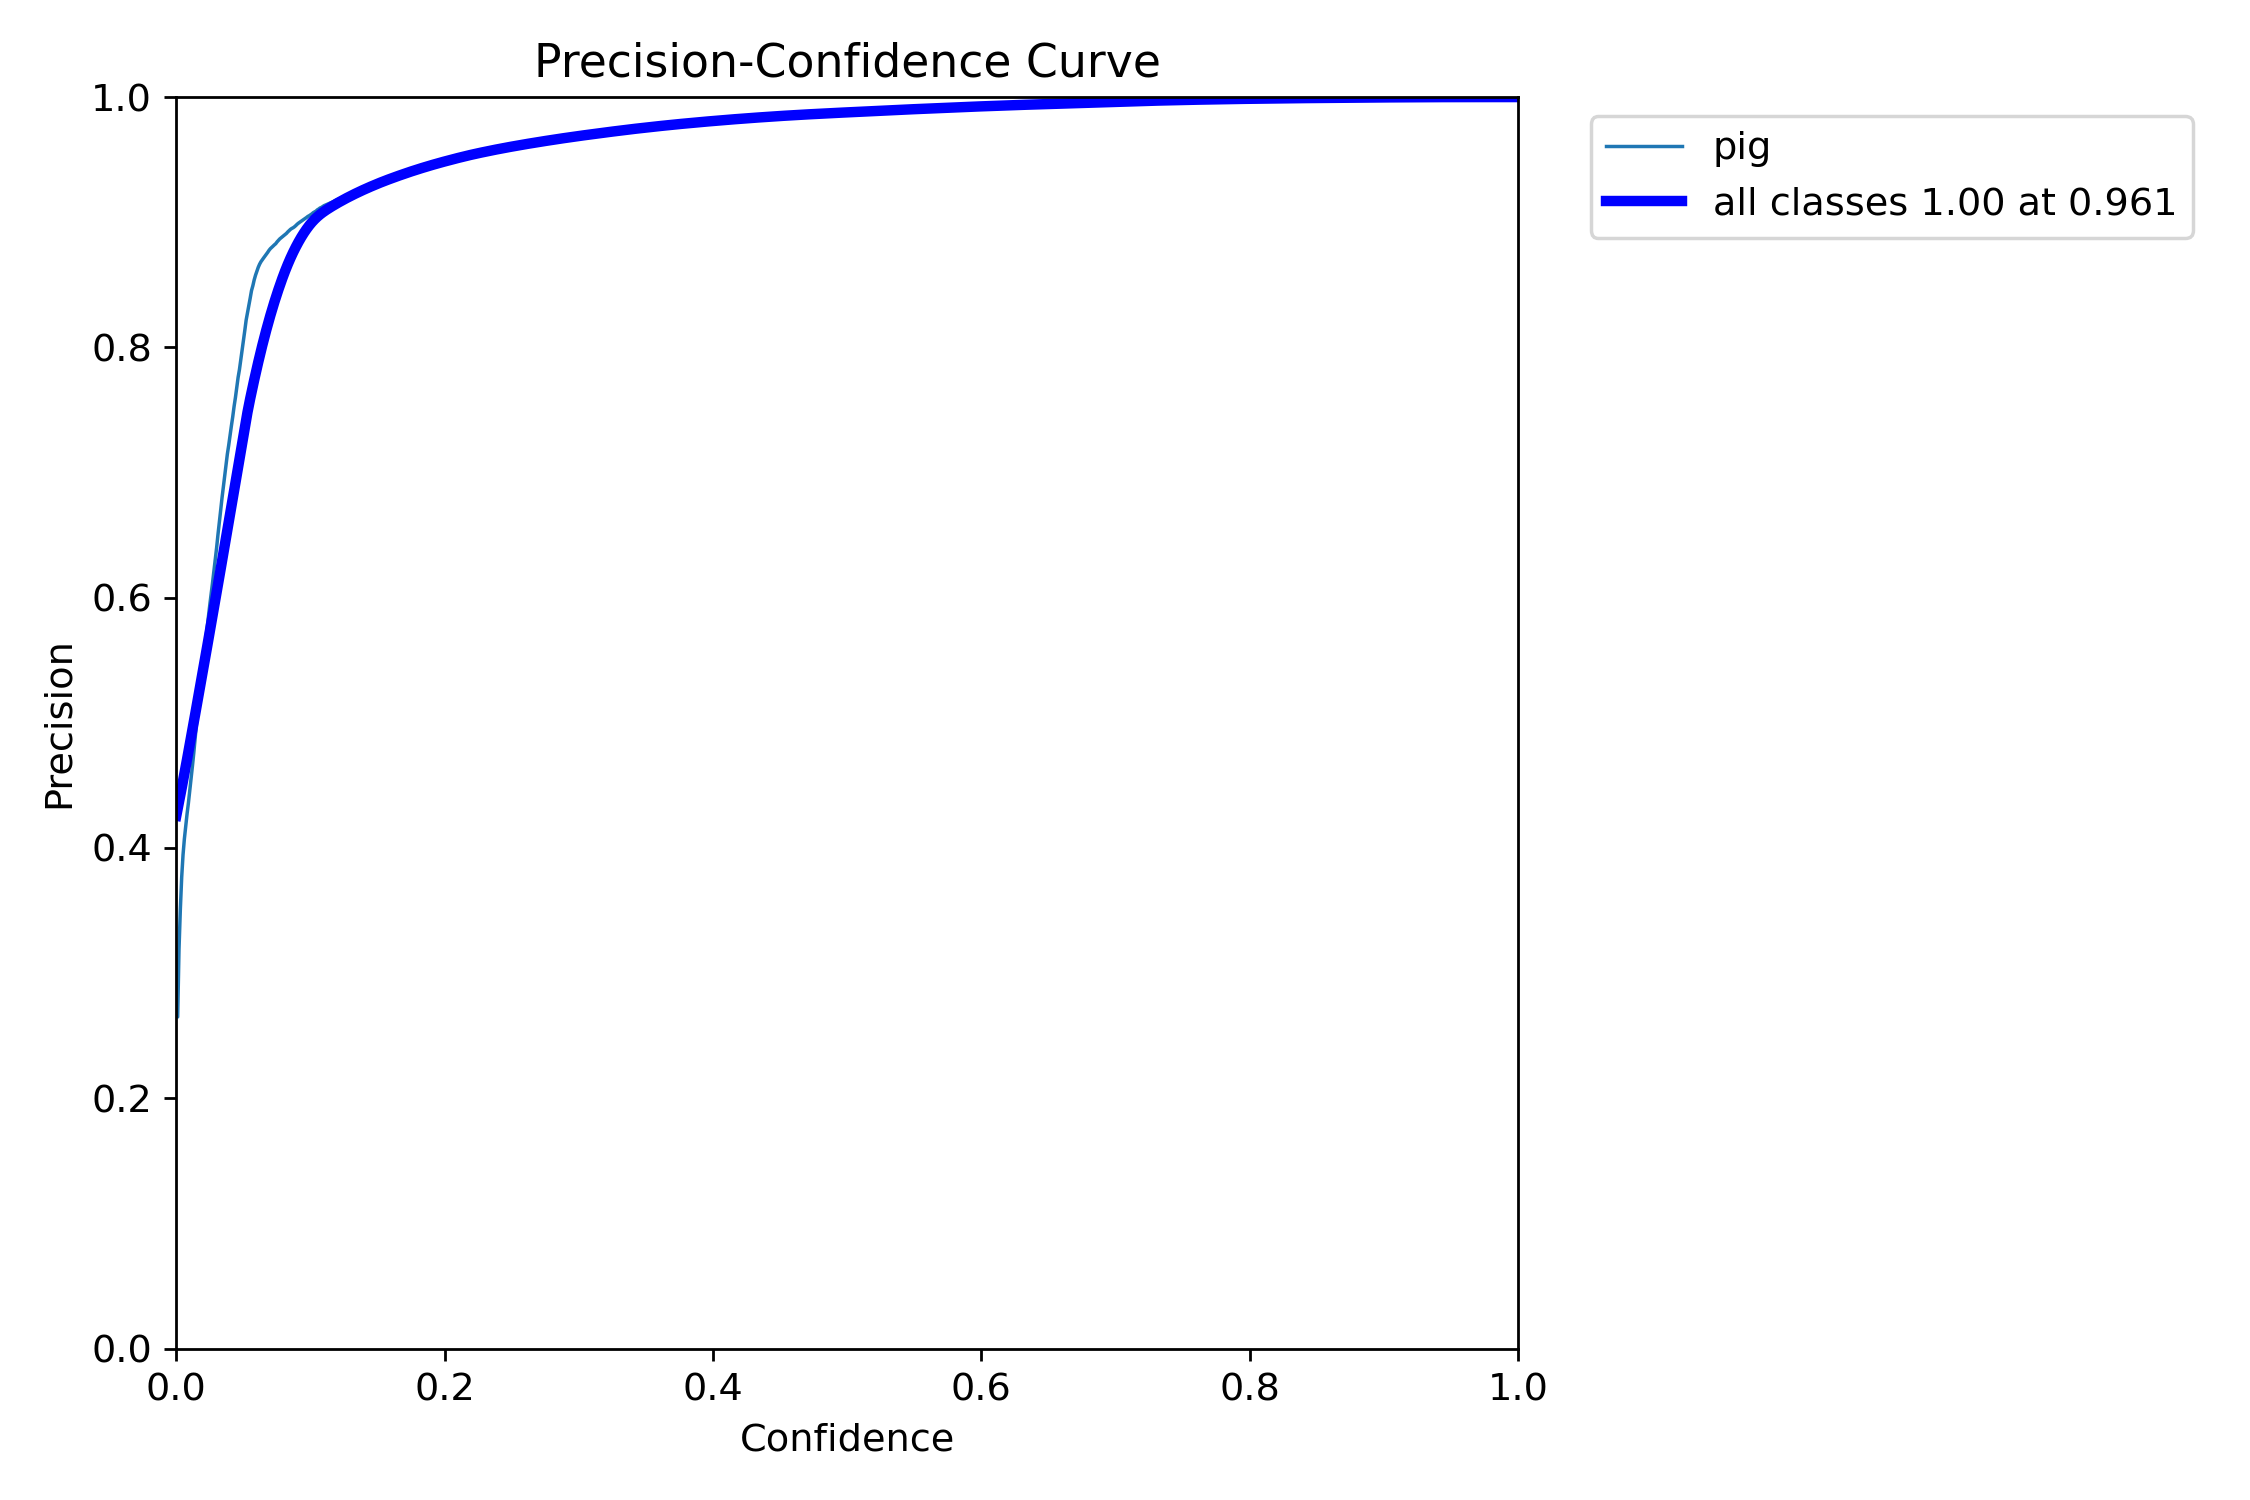 Precision-Confidence Curve
1.0
0.8
0.6
0.4
0.2
0.0
Precision
0.0 0.2 0.4 0.6 0.8 1.0
Confidence
pig
all classes 1.00 at 0.961